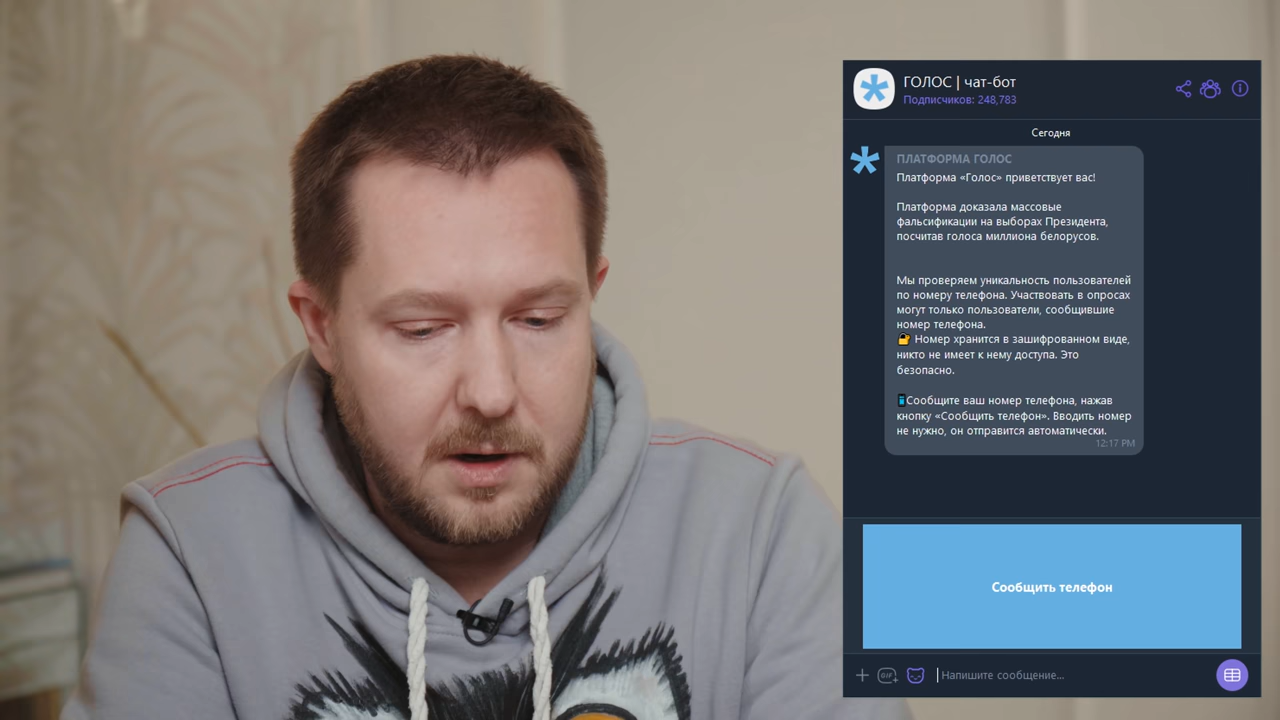 ГОЛОС | чат-бот
Подписчиков: 248,783
Сегодня
ПЛАТФОРМА ГОЛОС
Платформа «Голос» приветствует вас!
Платформа доказала массовые
фальсификации на выборах Президента,
посчитав голоса миллиона белорусов.
Мы проверяем уникальность пользователей
по номеру телефона. Участвовать в опросах
могут только пользователи, сообщившие
номер телефона.
🔐 Номер хранится в зашифрованном виде,
никто не имеет к нему доступа. Это
безопасно.
📱Сообщите ваш номер телефона, нажав
кнопку «Сообщить телефон». Вводить номер
не нужно, он отправится автоматически.
12:17 PM
Сообщить телефон
GIF+
Напишите сообщение...